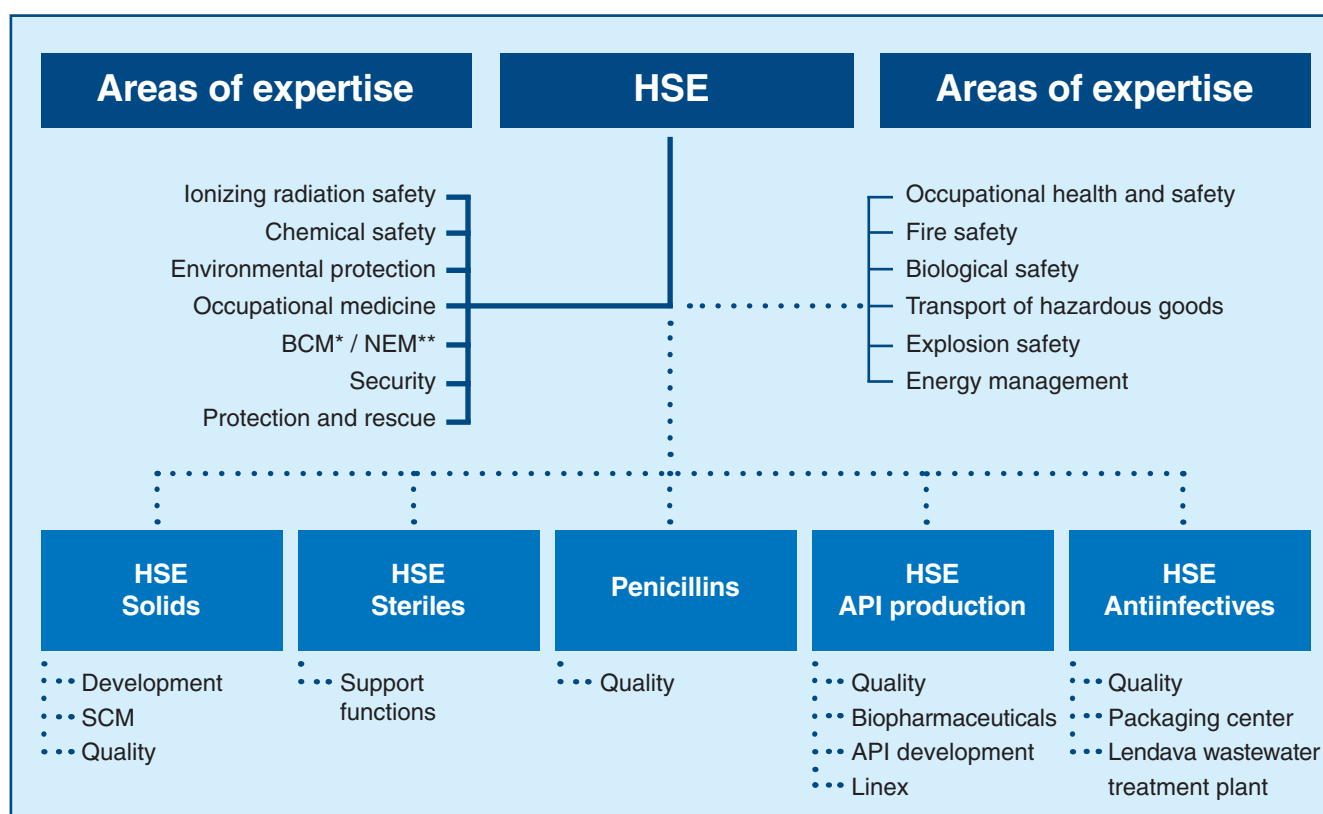 Areas of expertise
HSE
Areas of expertise
Ionizing radiation safety
Chemical safety
Environmental protection
Occupational medicine
BCM* / NEM**
Security
Protection and rescue
Occupational health and safety
Fire safety
Biological safety
Transport of hazardous goods
Explosion safety
Energy management
HSE
Solids
Development
SCM
Quality
HSE
Steriles
Support
functions
Penicillins
Quality
HSE
API production
Quality
Biopharmaceuticals
API development
Linex
HSE
Antiinfectives
Quality
Packaging center
Lendava wastewater
treatment plant